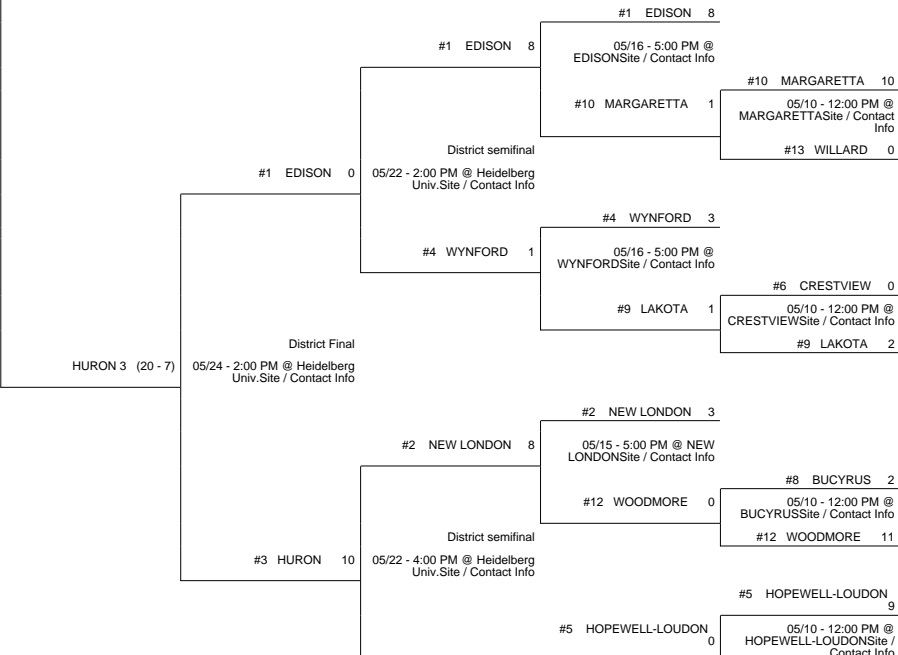 #1 EDISON 8
#1 EDISON 8
05/16 - 5:00 PM @
EDISONSite / Contact Info
#10 MARGARETTA 10
#10 MARGARETTA 1
05/10 - 12:00 PM @
MARGARETTASite / Contact
Info
District semifinal
#13 WILLARD 0
#1 EDISON 0
05/22 - 2:00 PM @ Heidelberg
Univ.Site / Contact Info
#4 WYNFORD 3
#4 WYNFORD 1
05/16 - 5:00 PM @
WYNFORDSite / Contact Info
#6 CRESTVIEW 0
#9 LAKOTA 1
05/10 - 12:00 PM @
CRESTVIEWSite / Contact Info
District Final
#9 LAKOTA 2
HURON 3 (20 - 7)
05/24 - 2:00 PM @ Heidelberg
Univ.Site / Contact Info
#2 NEW LONDON 3
#2 NEW LONDON 8
05/15 - 5:00 PM @ NEW
LONDONSite / Contact Info
#8 BUCYRUS 2
#12 WOODMORE 0
05/10 - 12:00 PM @
BUCYRUSSite / Contact Info
District semifinal
#12 WOODMORE 11
#3 HURON 10
05/22 - 4:00 PM @ Heidelberg
Univ.Site / Contact Info
#5 HOPEWELL-LOUDON
9
#5 HOPEWELL-LOUDON
0
05/10 - 12:00 PM @
HOPEWELL-LOUDONSite /
Contact Info